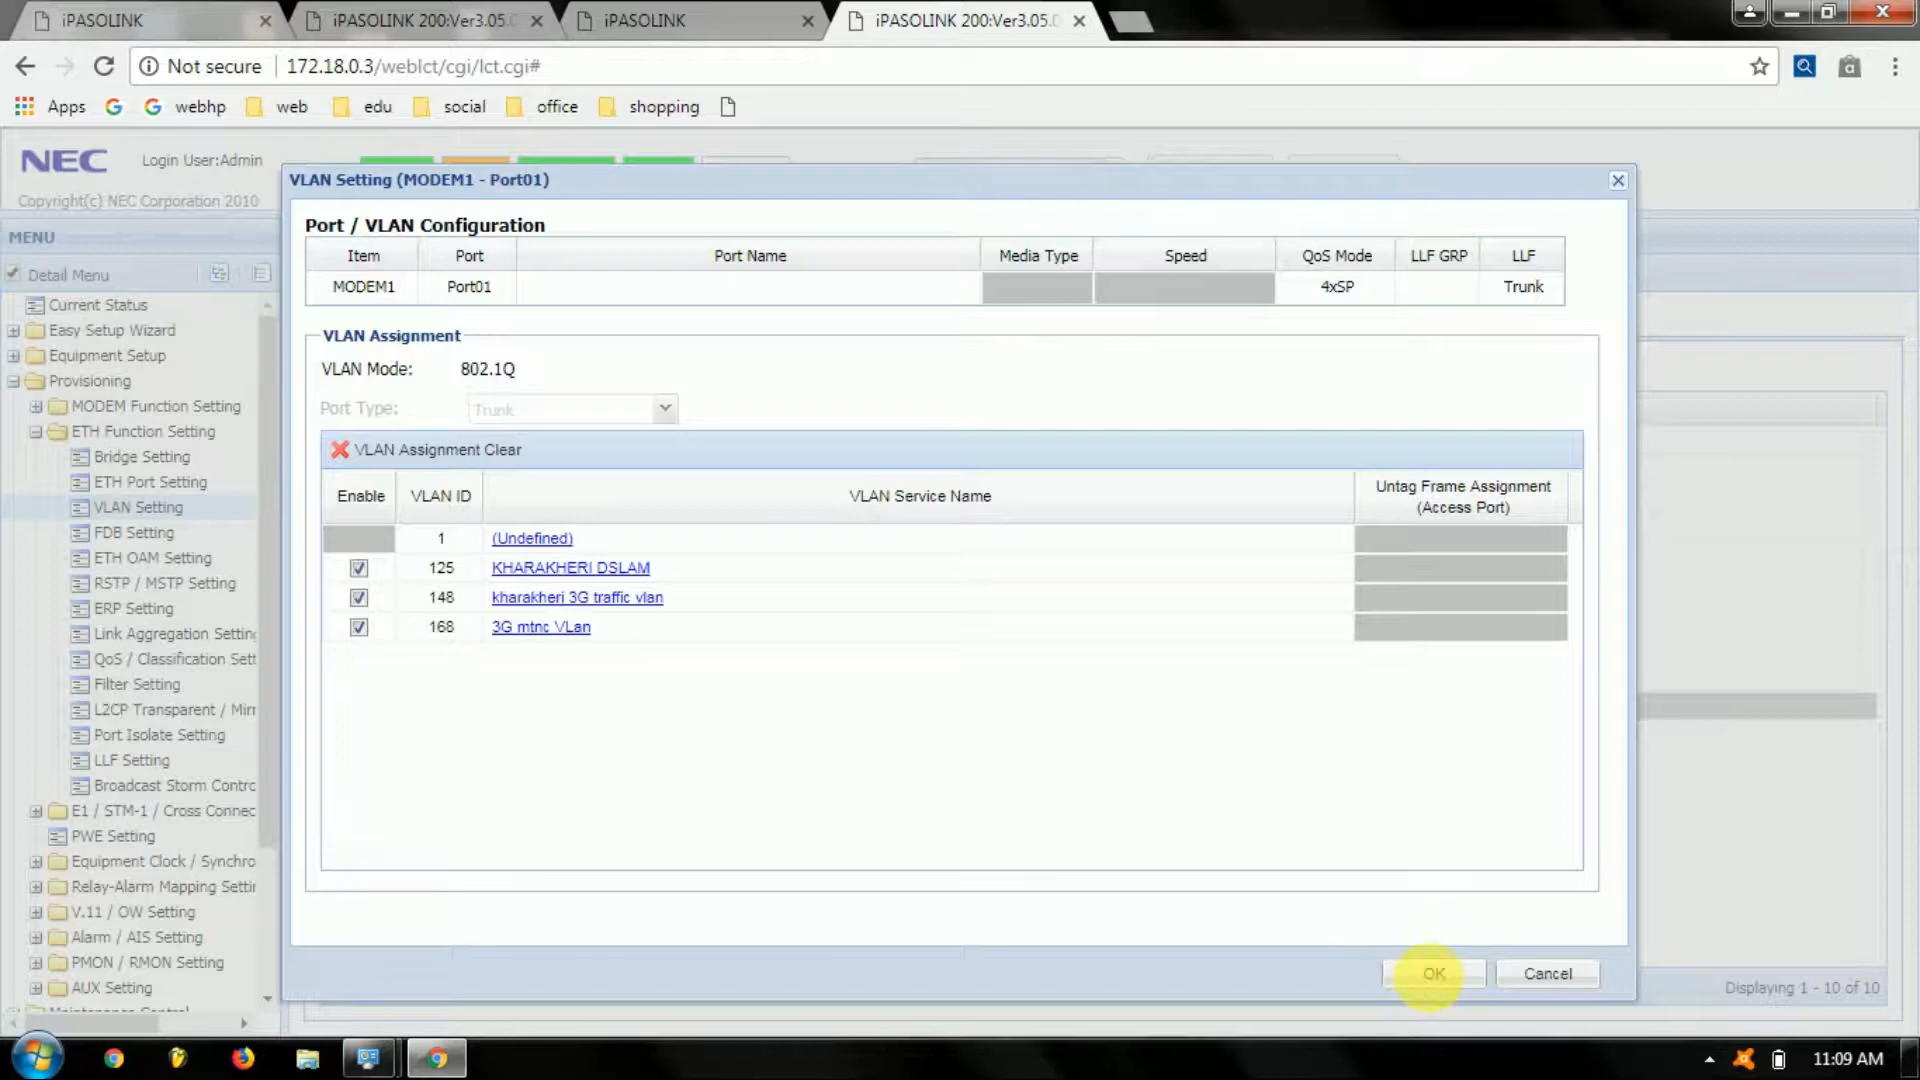 iPASOLINK
iPASOLINK 200:Ver3.05.0
iPASOLINK
iPASOLINK 200:Ver3.05.0
Not secure
172.18.0.3/weblct/cgi/lct.cgi#
Apps
webhp
web
edu
social
office
shopping
NEC
Login User:Admin
Copyright(c) NEC Corporation 2010
MENU
Detail Menu
Current Status
Easy Setup Wizard
Equipment Setup
Provisioning
MODEM Function Setting
ETH Function Setting
Bridge Setting
ETH Port Setting
VLAN Setting
FDB Setting
ETH OAM Setting
RSTP / MSTP Setting
ERP Setting
Link Aggregation Setting
QoS / Classification Sett
Filter Setting
L2CP Transparent / Mirr
Port Isolate Setting
LLF Setting
Broadcast Storm Contro
E1 / STM-1 / Cross Connec
PWE Setting
Equipment Clock / Synchro
Relay-Alarm Mapping Settin
V.11 / OW Setting
Alarm / AIS Setting
PMON / RMON Setting
AUX Setting
Maintenance Control
VLAN Setting (MODEM1 - Port01)
Port / VLAN Configuration
Item Port Port Name Media Type Speed QoS Mode LLF GRP LLF
MODEM1 Port01 4xSP Trunk
VLAN Assignment
VLAN Mode: 802.1Q
Port Type: Trunk
VLAN Assignment Clear
Enable VLAN ID VLAN Service Name Untag Frame Assignment
(Access Port)
1 (Undefined)
125 KHARAKHERI DSLAM
148 kharakheri 3G traffic vlan
168 3G mtnc VLan
OK
Cancel
Displaying 1 - 10 of 10
11:09 AM